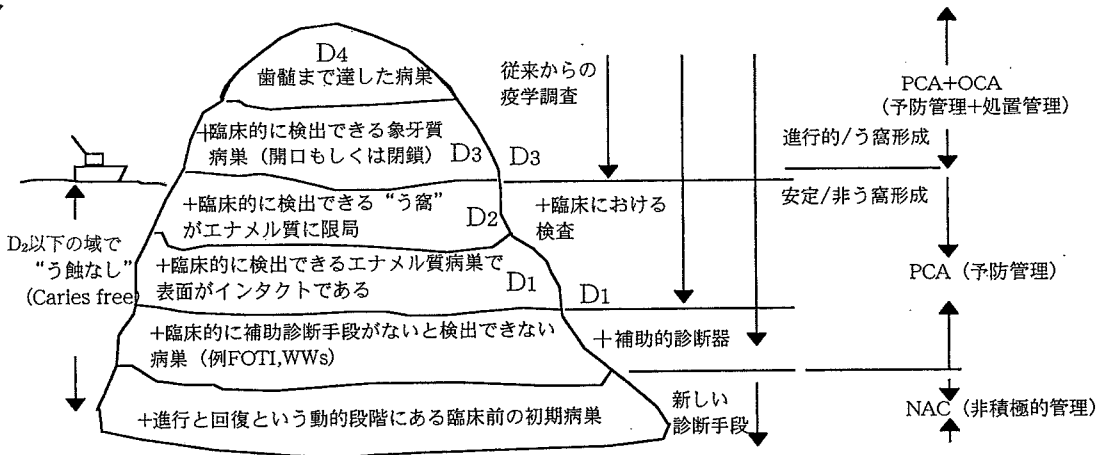 D4
歯髄まで達した病巣
+臨床的に検出できる象牙質
病巣（開口もしくは閉鎖）D3
+臨床的に検出できる“う窩”
がエナメル質に限局
D2
+臨床的に検出できるエナメル質病巣で
表面がインタクトである
D1
+臨床的に補助診断手段がないと検出できない
病巣（例FOTI,WWs）
+進行と回復という動的段階にある臨床前の初期病巣
D₂以下の域で
“う蝕なし”
(Caries free)
従来からの
疫学調査
D3
+臨床における
検査
D1
+補助的診断器
新しい
診断手段
PCA+OCA
（予防管理+処置管理）
進行的/う窩形成
安定/非う窩形成
PCA（予防管理）
NAC（非積極的管理）